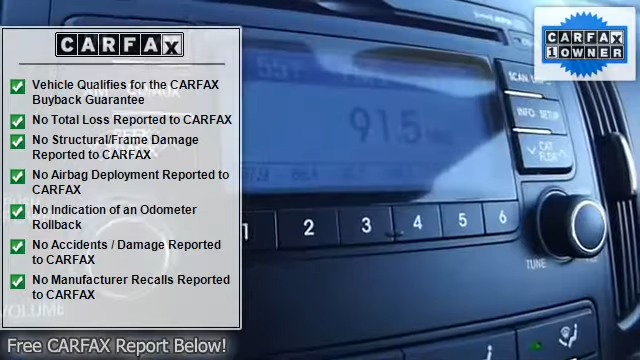 CARFAX
Vehicle Qualifies for the CARFAX
Buyback Guarantee
No Total Loss Reported to CARFAX
No Structural/Frame Damage
Reported to CARFAX
No Airbag Deployment Reported to
CARFAX
No Indication of an Odometer
Rollback
No Accidents / Damage Reported
to CARFAX
No Manufacturer Recalls Reported
to CARFAX
Free CARFAX Report Below!
CARFAX
1 OWNER
SCAN
INFO SETUP
CAT
FLDR
91.5
1 2 3 4 5 6
TUNE
VOLUME